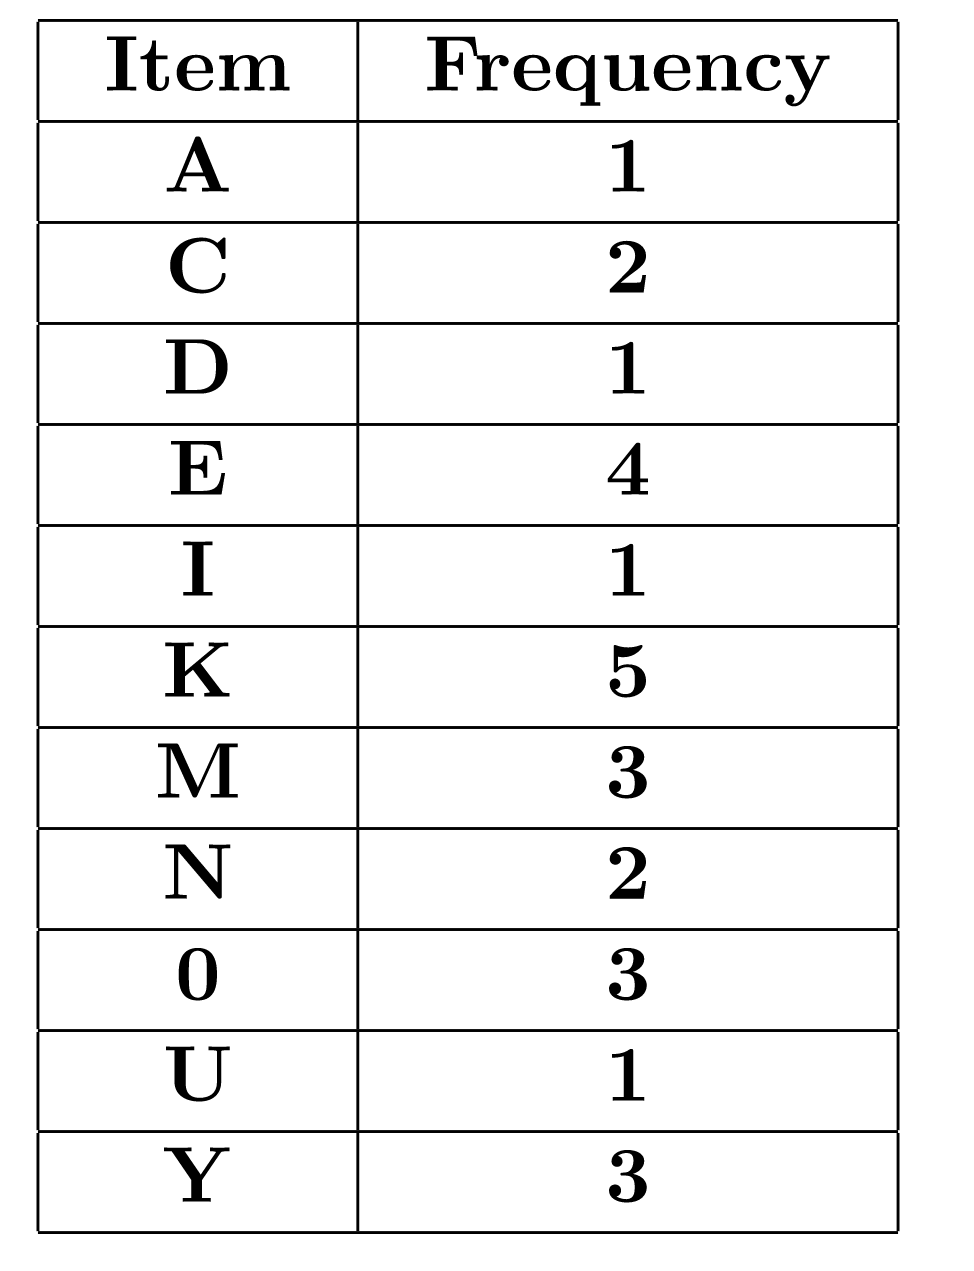 Item Frequency
A 1
C 2
D 1
E 4
I 1
K 5
M 3
N 2
0 3
U 1
Y 3